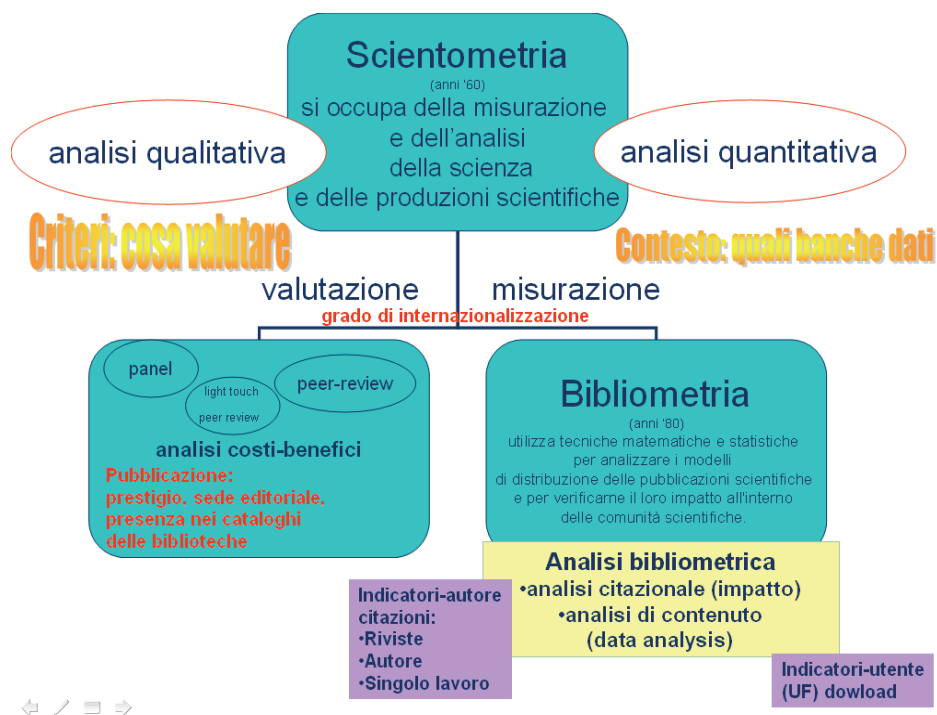 Scientometria
(anni '60)
si occupa della misurazione
e dell'analisi
della scienza
e delle produzioni scientifiche
analisi qualitativa
analisi quantitativa
Criteri: cosa valutare
Contesto: quali banche dati
valutazione
misurazione
grado di internazionalizzazione
panel
light touch
peer review
peer-review
analisi costi-benefici
Pubblicazione:
prestigio, sede editoriale,
presenza nei cataloghi
delle biblioteche
Bibliometria
(anni '80)
utilizza tecniche matematiche e statistiche
per analizzare i modelli
di distribuzione delle pubblicazioni scientifiche
e per verificarne il loro impatto all'interno
delle comunità scientifiche.
Analisi bibliometrica
•analisi citazionale (impatto)
•analisi di contenuto
(data analysis)
Indicatori-autore
citazioni:
•Riviste
•Autore
•Singolo lavoro
Indicatori-utente
(UF) dowload